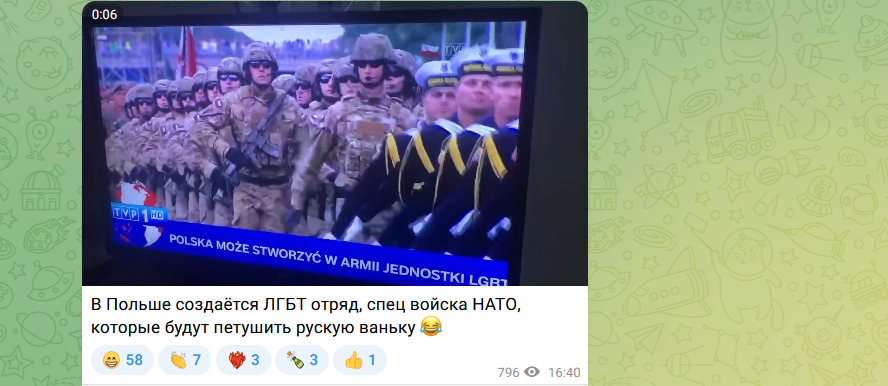 0:06
TVP
TVP 1 HD
POLSKA MOŻE STWORZYĆ W ARMII JEDNOSTKI LGBT
В Польше создаётся ЛГБТ отряд, спец войска НАТО,
которые будут петушить рускую ваньку 😂
😁 58 👏 7 ❤️‍🔥 3 🍾 3 👍 1
796 16:40